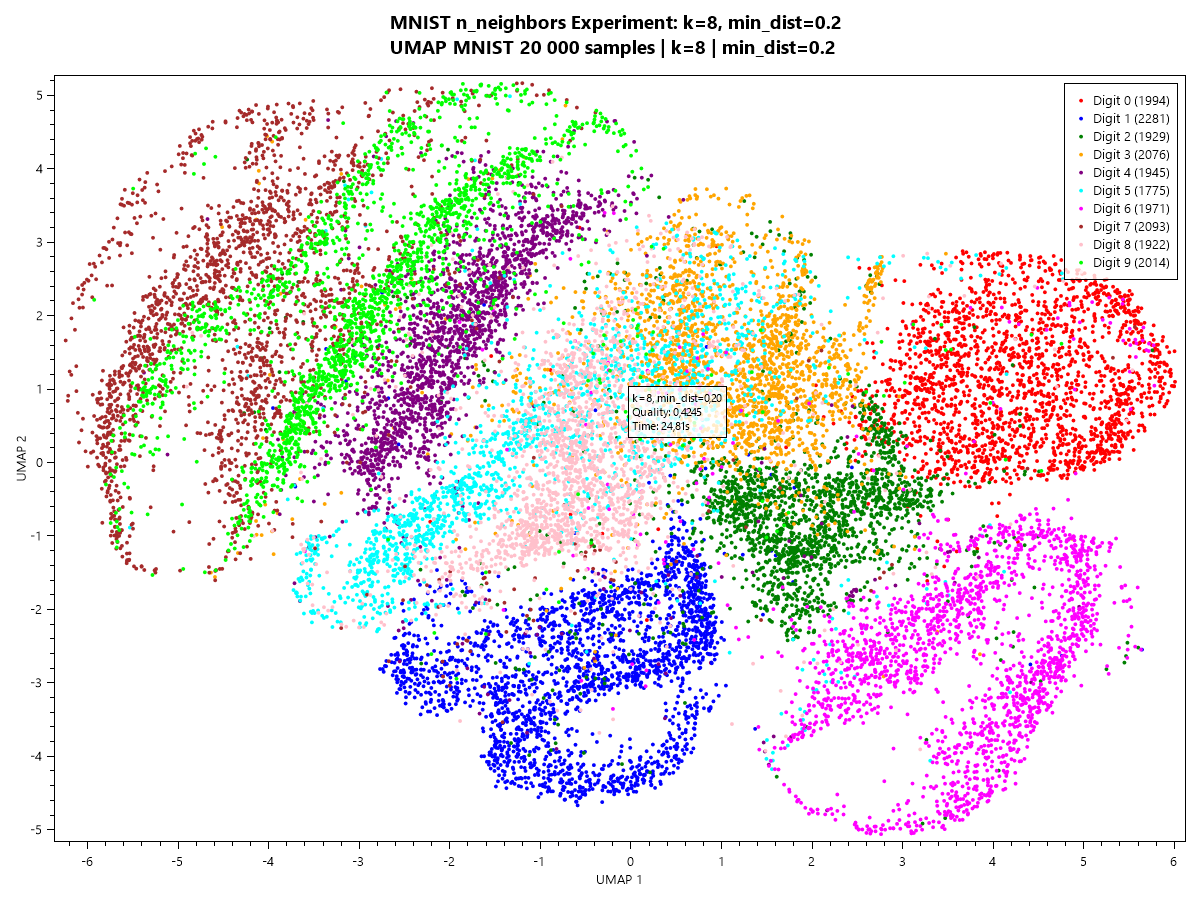 MNIST n_neighbors Experiment: k=8, min_dist=0.2
UMAP MNIST 20 000 samples | k=8 | min_dist=0.2
Digit 0 (1994)
Digit 1 (2281)
Digit 2 (1929)
Digit 3 (2076)
Digit 4 (1945)
Digit 5 (1775)
Digit 6 (1971)
Digit 7 (2093)
Digit 8 (1922)
Digit 9 (2014)
k=8, min_dist=0,20
Quality: 0,4245
Time: 24,81s
UMAP 2
5
4
3
2
1
0
-1
-2
-3
-4
-5
-6 -5 -4 -3 -2 -1 0 1 2 3 4 5 6
UMAP 1